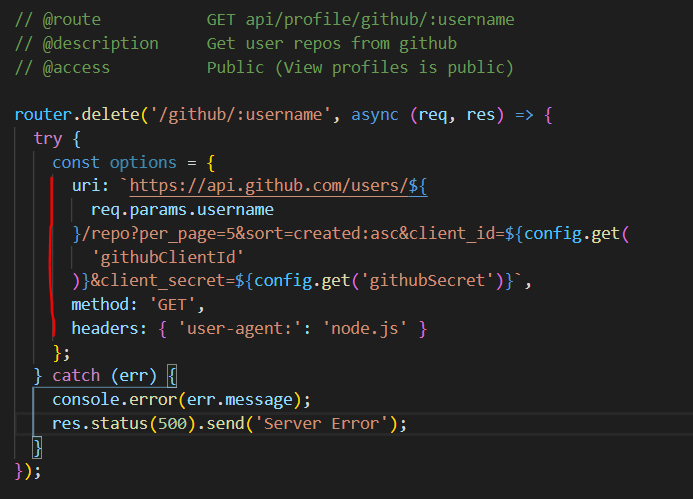 // @route          GET api/profile/github/:username
// @description    Get user repos from github
// @access         Public (View profiles is public)
router.delete('/github/:username', async (req, res) => {
try {
const options = {
uri: `https://api.github.com/users/${
req.params.username
}/repo?per_page=5&sort=created:asc&client_id=${config.get(
'githubClientId'
)}&client_secret=${config.get('githubSecret')}`,
method: 'GET',
headers: { 'user-agent:': 'node.js' }
};
} catch (err) {
console.error(err.message);
res.status(500).send('Server Error');
}
});